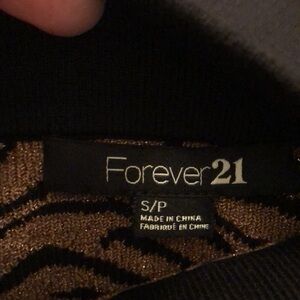 Forever21
S/P
MADE IN CHINA
FABRIQUÉ EN CHINE